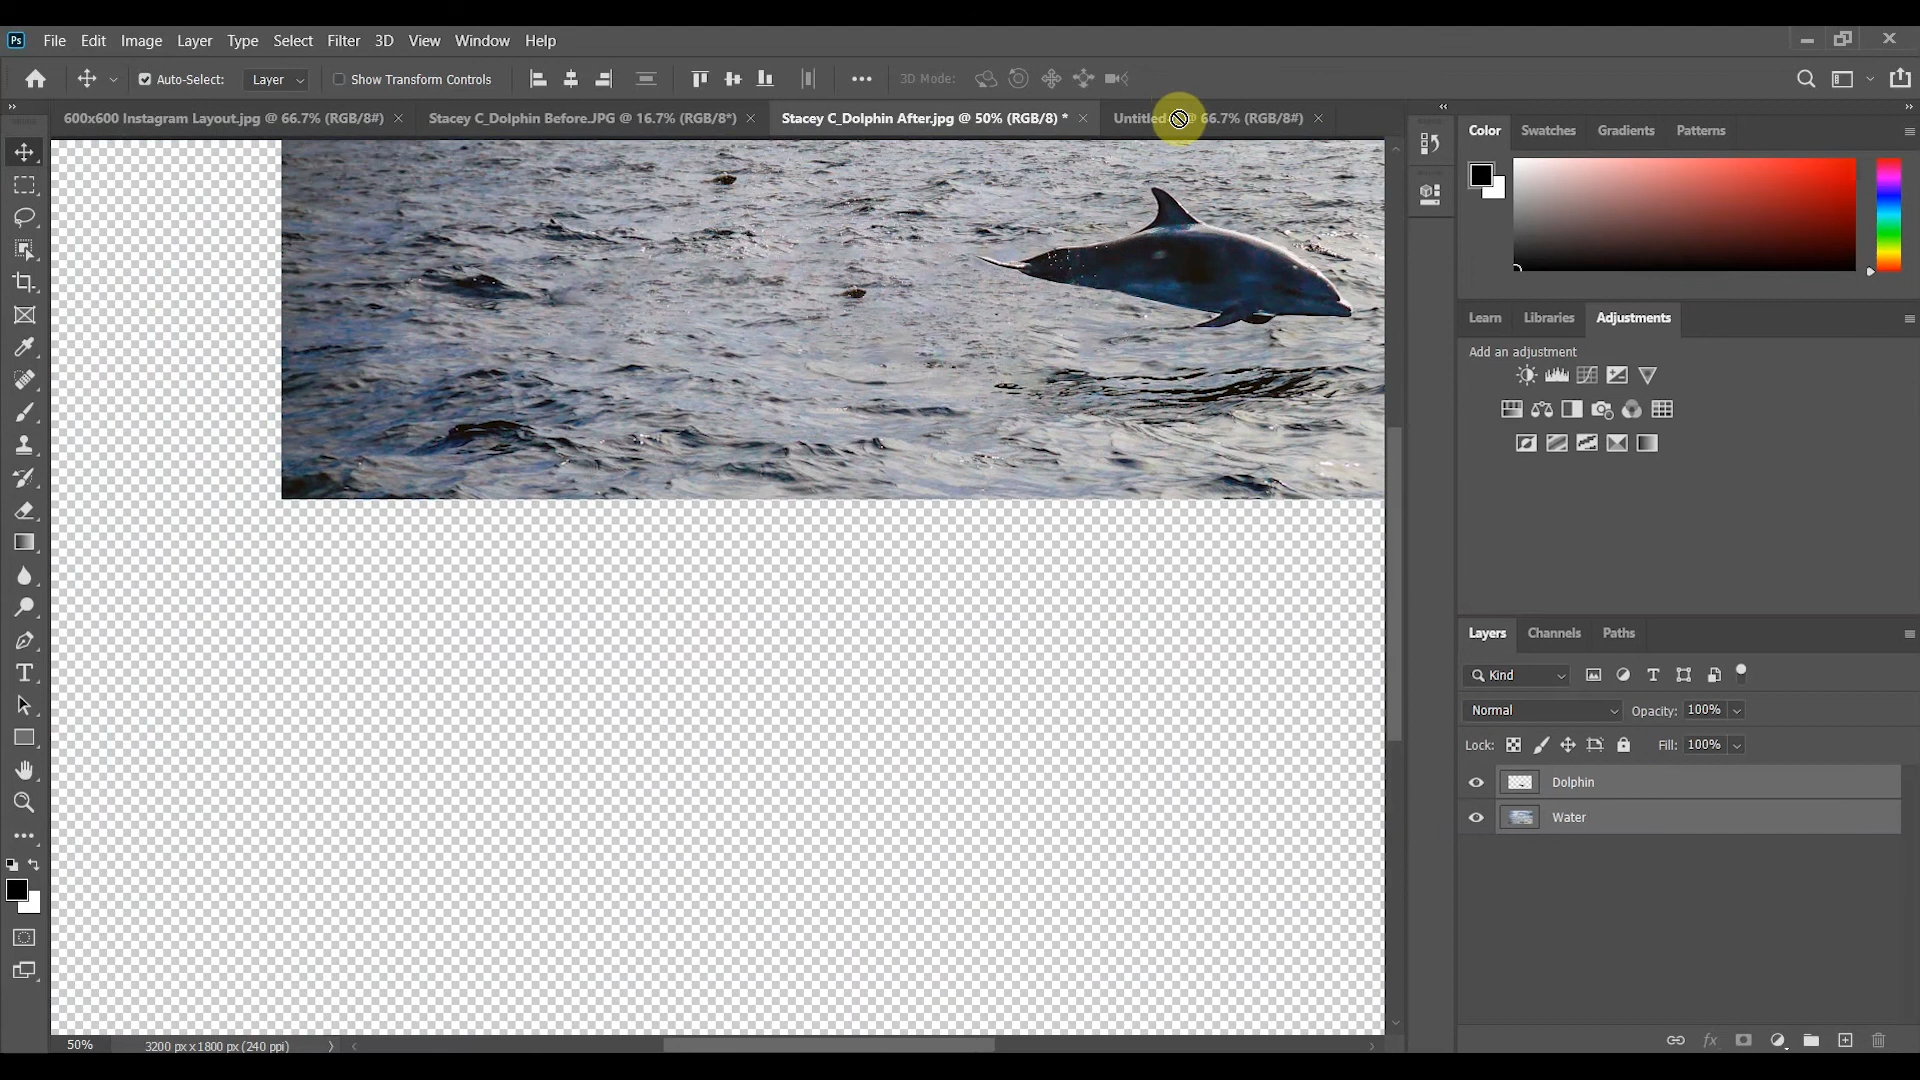 Ps File Edit Image Layer Type Select Filter 3D View Window Help
Auto-Select: Layer Show Transform Controls 3D Mode:
600x600 Instagram Layout.jpg @ 66.7% (RGB/8#) Stacey C_Dolphin Before.JPG @ 16.7% (RGB/8*) Stacey C_Dolphin After.jpg @ 50% (RGB/8) * @ 66.7% (RGB/8#)
Color Swatches Gradients Patterns
Learn Libraries Adjustments
Add an adjustment
Layers Channels Paths
Kind
Normal Opacity: 100%
Lock: Fill: 100%
Dolphin
Water
50% 3200 px x 1800 px (240 ppi)